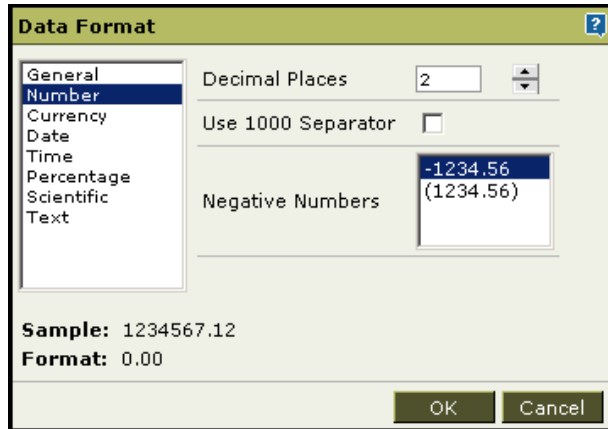 Data Format
?
General
Number
Currency
Date
Time
Percentage
Scientific
Text
Decimal Places 2
Use 1000 Separator
Negative Numbers
-1234.56
(1234.56)
Sample: 1234567.12
Format: 0.00
OK Cancel